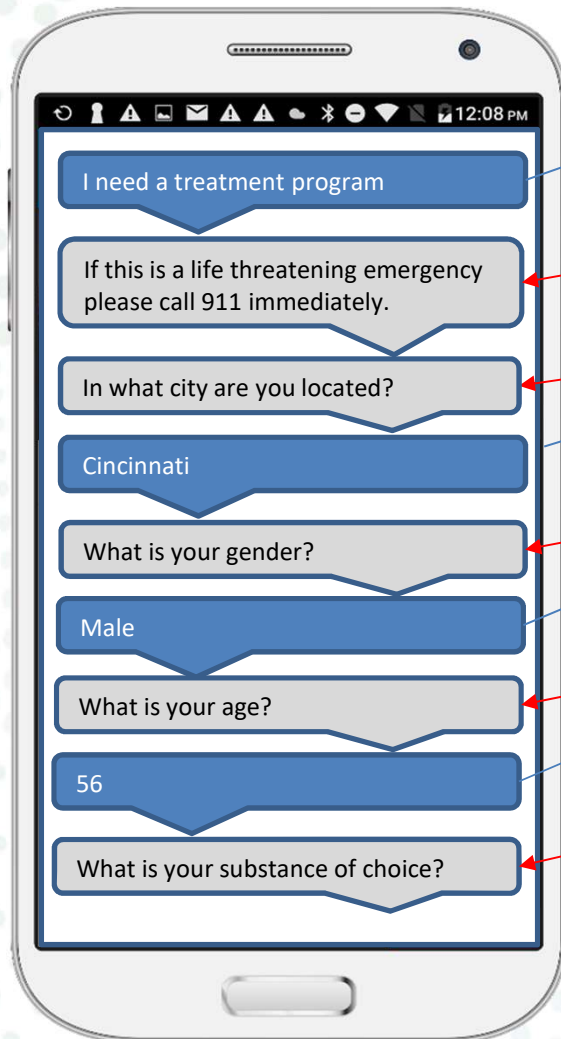 12:08 PM
I need a treatment program
If this is a life threatening emergency
please call 911 immediately.
In what city are you located?
Cincinnati
What is your gender?
Male
What is your age?
56
What is your substance of choice?